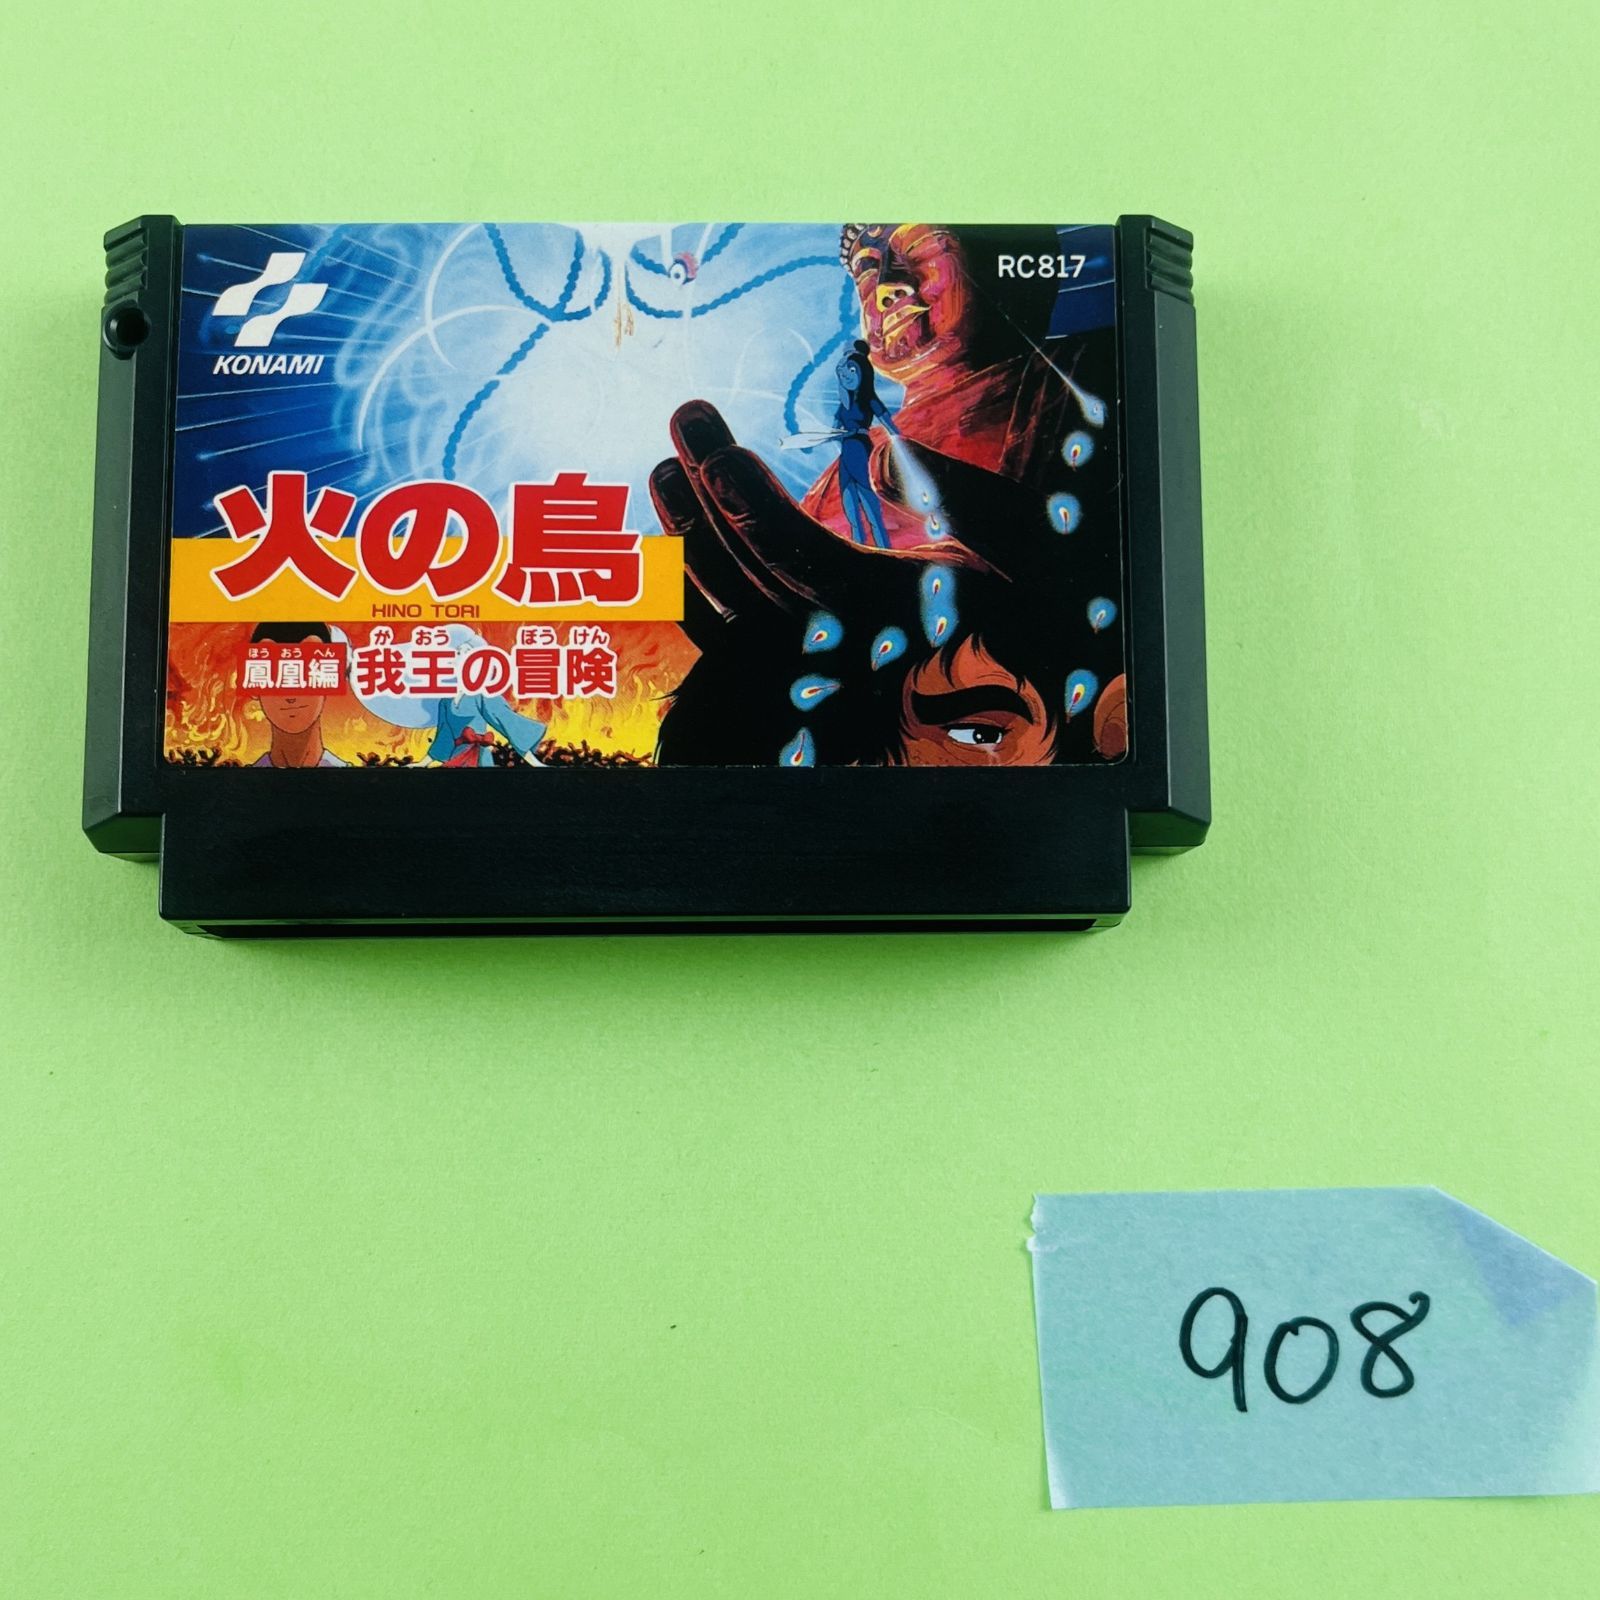 KONAMI
RC817
火の鳥
HINO TORI
ほう おう へん
鳳凰編
が おう ぼう けん
我王の冒険
908